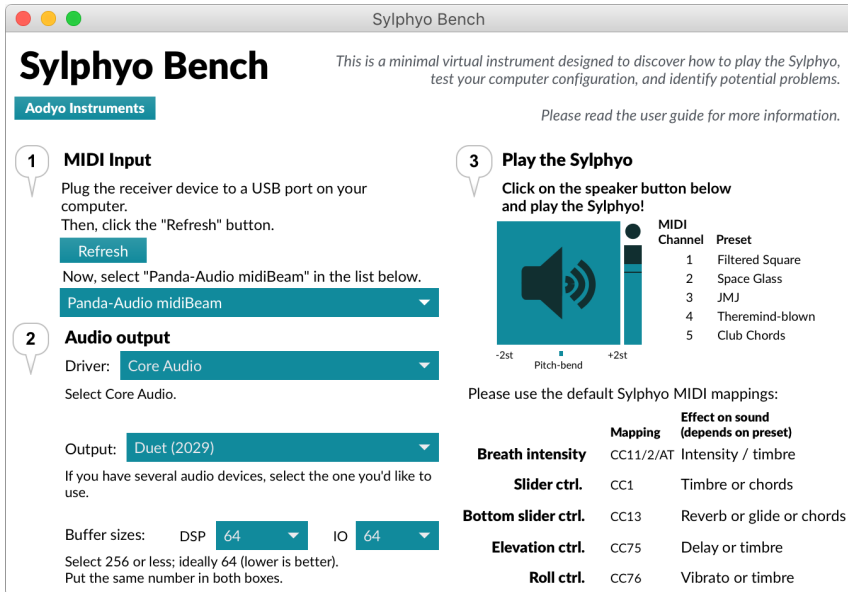 Sylphyo Bench
Sylphyo Bench
This is a minimal virtual instrument designed to discover how to play the Sylphyo,
test your computer configuration, and identify potential problems.
Aodyo Instruments
Please read the user guide for more information.
1 MIDI Input
Plug the receiver device to a USB port on your
computer.
Then, click the "Refresh" button.
Refresh
Now, select "Panda-Audio midiBeam" in the list below.
Panda-Audio midiBeam
2 Audio output
Driver: Core Audio
Select Core Audio.
Output: Duet (2029)
If you have several audio devices, select the one you'd like to
use.
Buffer sizes: DSP 64 IO 64
Select 256 or less; ideally 64 (lower is better).
Put the same number in both boxes.
3 Play the Sylphyo
Click on the speaker button below
and play the Sylphyo!
MIDI
Channel Preset
1 Filtered Square
2 Space Glass
3 JMJ
4 Theremind-blown
5 Club Chords
-2st +2st
Pitch-bend
Please use the default Sylphyo MIDI mappings:
Effect on sound
Mapping (depends on preset)
Breath intensity CC11/2/AT Intensity / timbre
Slider ctrl. CC1 Timbre or chords
Bottom slider ctrl. CC13 Reverb or glide or chords
Elevation ctrl. CC75 Delay or timbre
Roll ctrl. CC76 Vibrato or timbre